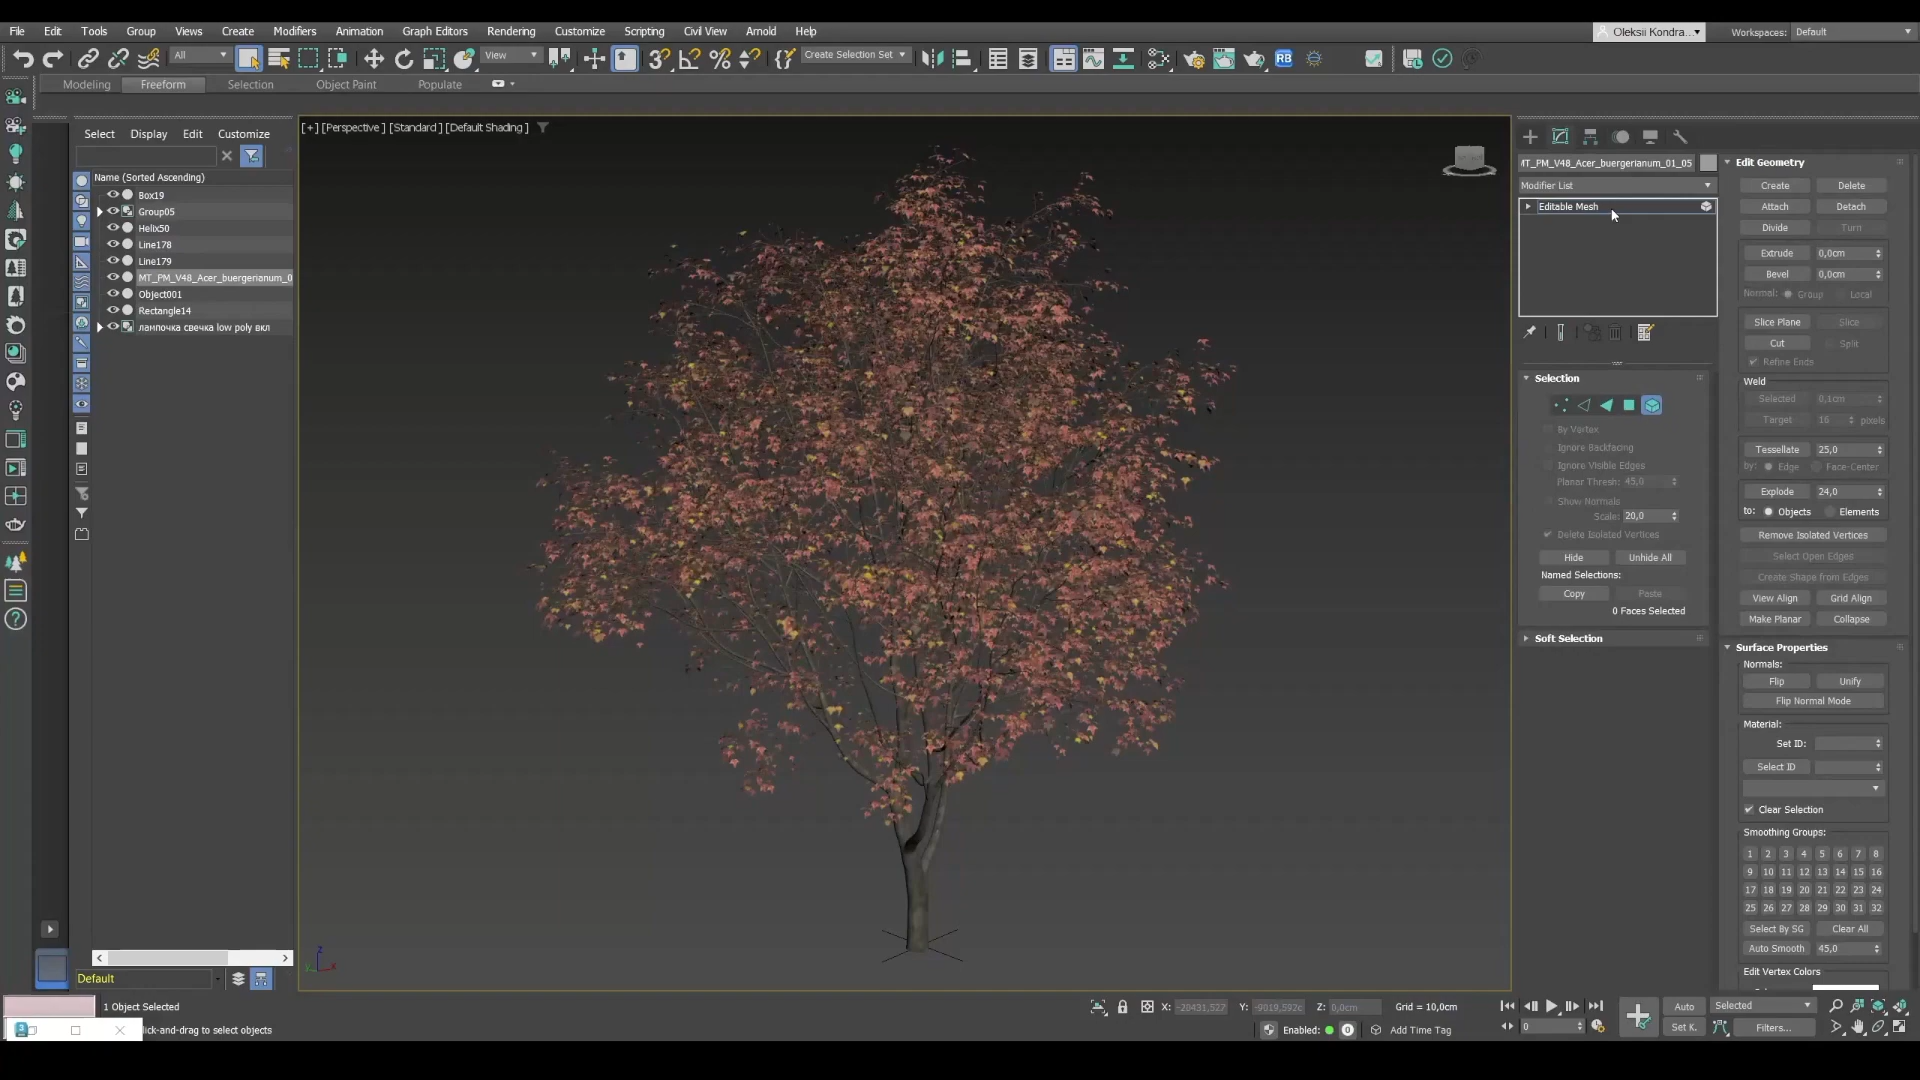 File Edit Tools Group Views Create Modifiers Animation Graph Editors Rendering Customize Scripting Civil View Arnold Help
Oleksii Kondra...
Workspaces: Default
All
View
Create Selection Set
RB
Modeling Freeform Selection Object Paint Populate
Select Display Edit Customize
Name (Sorted Ascending)
Box19
Group05
Helix50
Line178
Line179
MT_PM_V48_Acer_buergerianum_0
Object001
Rectangle14
лампочка свечка low poly вкл
Default
[+] [Perspective ] [Standard ] [Default Shading ]
MT_PM_V48_Acer_buergerianum_01_05
Modifier List
Editable Mesh
Selection
By Vertex
Ignore Backfacing
Ignore Visible Edges
Planar Thresh: 45,0
Show Normals
Scale: 20,0
Delete Isolated Vertices
Hide Unhide All
Named Selections:
Copy Paste
0 Faces Selected
Soft Selection
Edit Geometry
Create Delete
Attach Detach
Divide Turn
Extrude 0,0cm
Bevel 0,0cm
Normal: Group Local
Slice Plane Slice
Cut Split
Refine Ends
Weld
Selected 0,1cm
Target 16 pixels
Tessellate 25,0
by: Edge Face-Center
Explode 24,0
to: Objects Elements
Remove Isolated Vertices
Select Open Edges
Create Shape from Edges
View Align Grid Align
Make Planar Collapse
Surface Properties
Normals:
Flip Unify
Flip Normal Mode
Material:
Set ID:
Select ID
Clear Selection
Smoothing Groups:
1 2 3 4 5 6 7 8
9 10 11 12 13 14 15 16
17 18 19 20 21 22 23 24
25 26 27 28 29 30 31 32
Select By SG Clear All
Auto Smooth 45,0
Edit Vertex Colors
1 Object Selected
lick-and-drag to select objects
X: -20431,527 Y: -9019,592c Z: 0,0cm Grid = 10,0cm
Enabled: 0 Add Time Tag
0
Auto Selected
Set K. Filters...